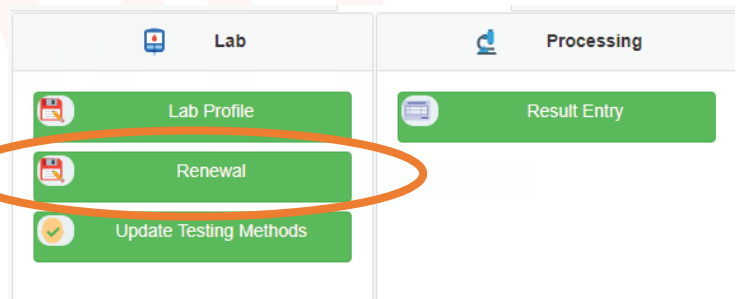 Lab
Processing
Lab Profile
Result Entry
Renewal
Update Testing Methods